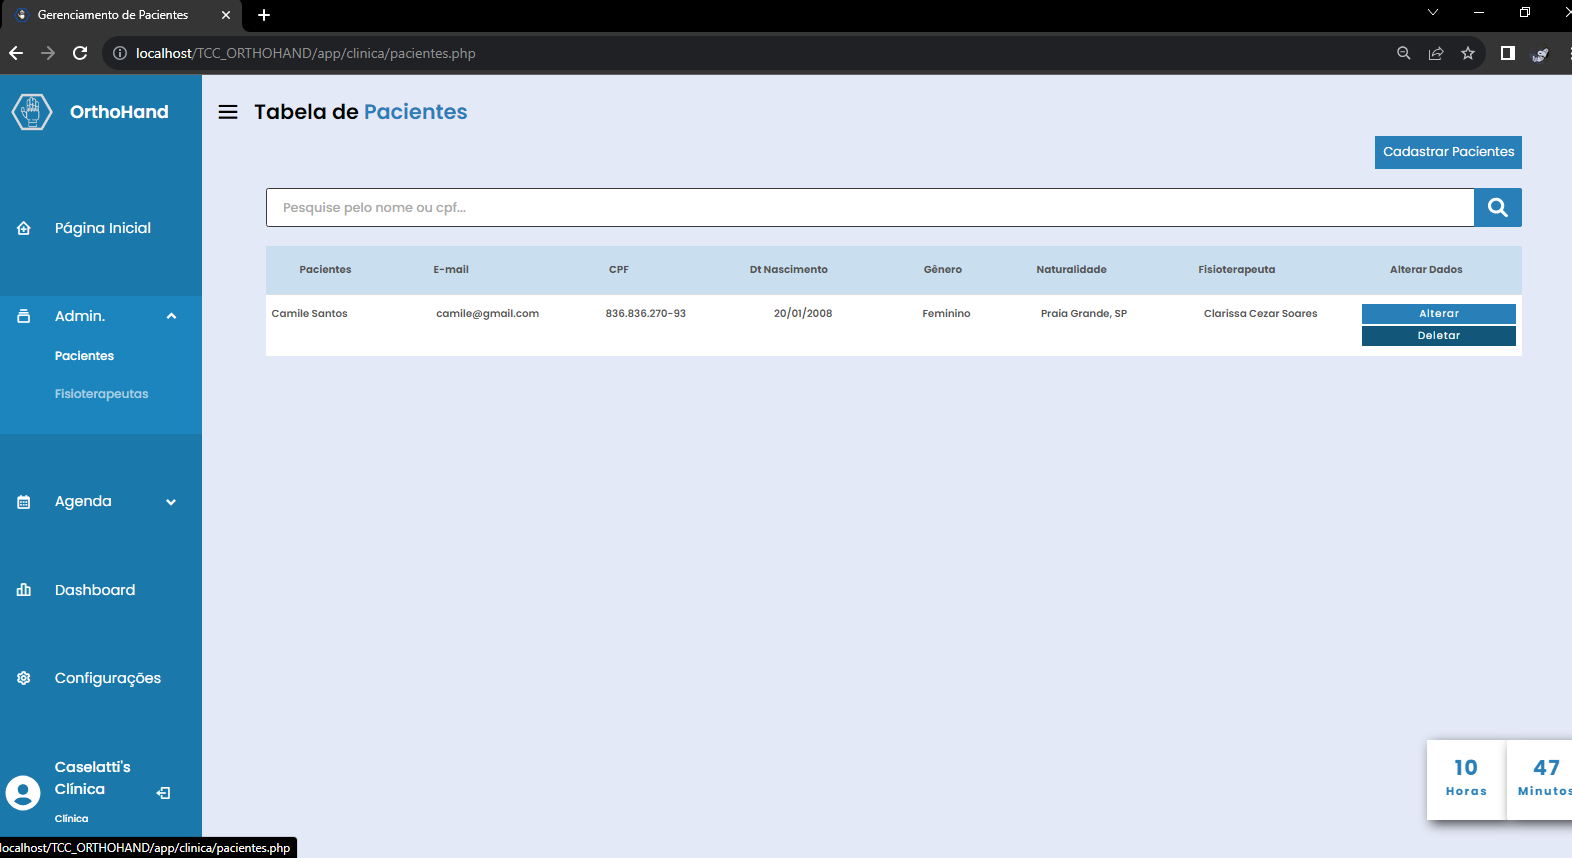 Gerenciamento de Pacientes
localhost/TCC_ORTHOHAND/app/clinica/pacientes.php
OrthoHand
Tabela de Pacientes
Cadastrar Pacientes
Pesquise pelo nome ou cpf...
Página Inicial
Pacientes E-mail CPF Dt Nascimento Gênero Naturalidade Fisioterapeuta Alterar Dados
Camile Santos camile@gmail.com 836.836.270-93 20/01/2008 Feminino Praia Grande, SP Clarissa Cezar Soares Alterar
Deletar
Admin.
Pacientes
Fisioterapeutas
Agenda
Dashboard
Configurações
Caselatti's
Clínica
Clínica
10 47
Horas Minutos
localhost/TCC_ORTHOHAND/app/clinica/pacientes.php